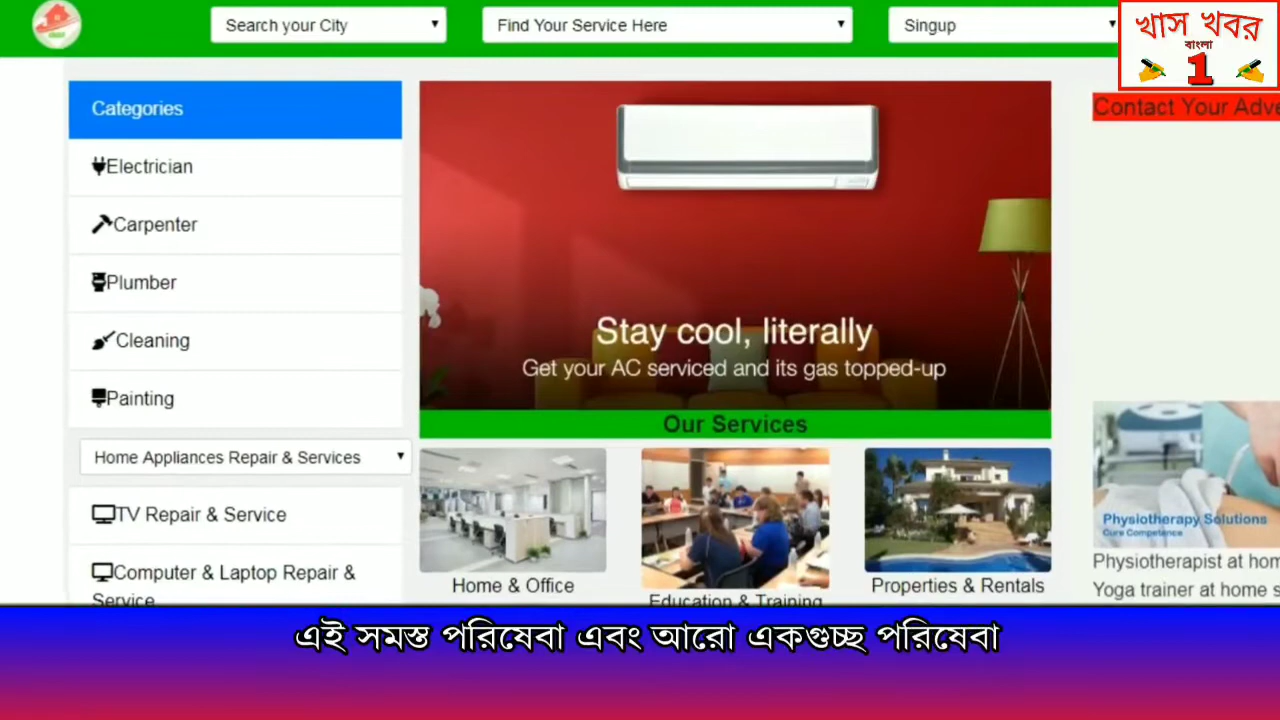 Search your City
Find Your Service Here
Singup
খাস খবর
বাংলা
1
Contact Your Adve
Categories
Electrician
Carpenter
Plumber
Cleaning
Painting
Home Appliances Repair & Services
TV Repair & Service
Computer & Laptop Repair &
Service
Stay cool, literally
Get your AC serviced and its gas topped-up
Our Services
Home & Office
Education & Training
Properties & Rentals
Physiotherapy Solutions
Cure Competence
Physiotherapist at hom
Yoga trainer at home s
এই সমস্ত পরিষেবা এবং আরো একগুচ্ছ পরিষেবা